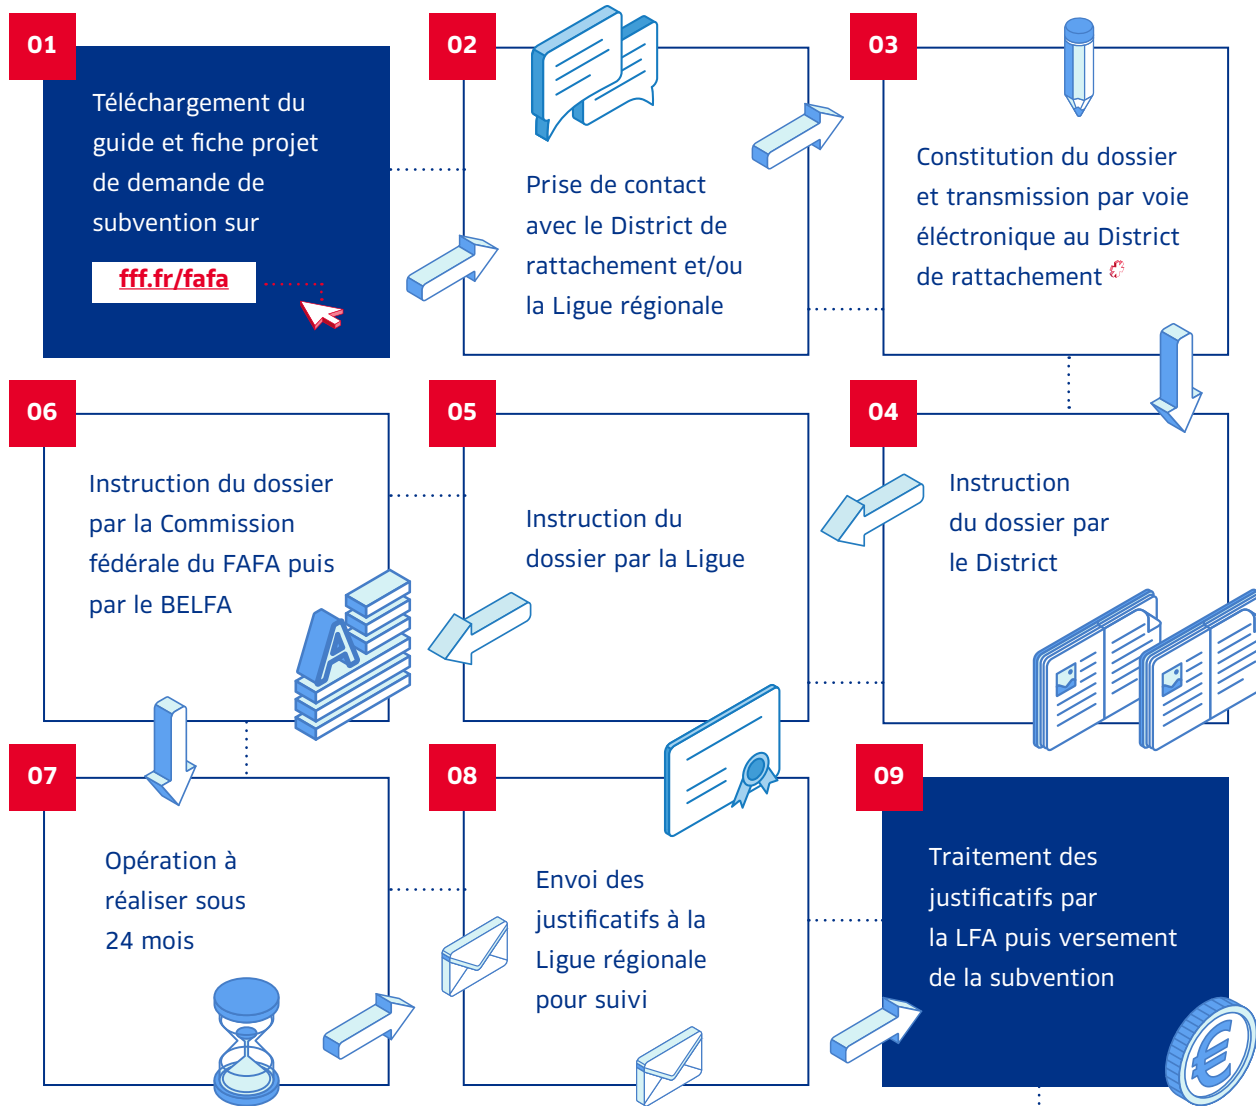 01
Téléchargement du
guide et fiche projet
de demande de
subvention sur
fff.fr/fafa
02
Prise de contact
avec le District de
rattachement et/ou
la Ligue régionale
03
Constitution du dossier
et transmission par voie
éléctronique au District
de rattachement
04
Instruction
du dossier par
le District
05
Instruction du
dossier par la Ligue
06
Instruction du dossier
par la Commission
fédérale du FAFA puis
par le BELFA
A
07
Opération à
réaliser sous
24 mois
08
Envoi des
justificatifs à la
Ligue régionale
pour suivi
09
Traitement des
justificatifs par
la LFA puis versement
de la subvention
€